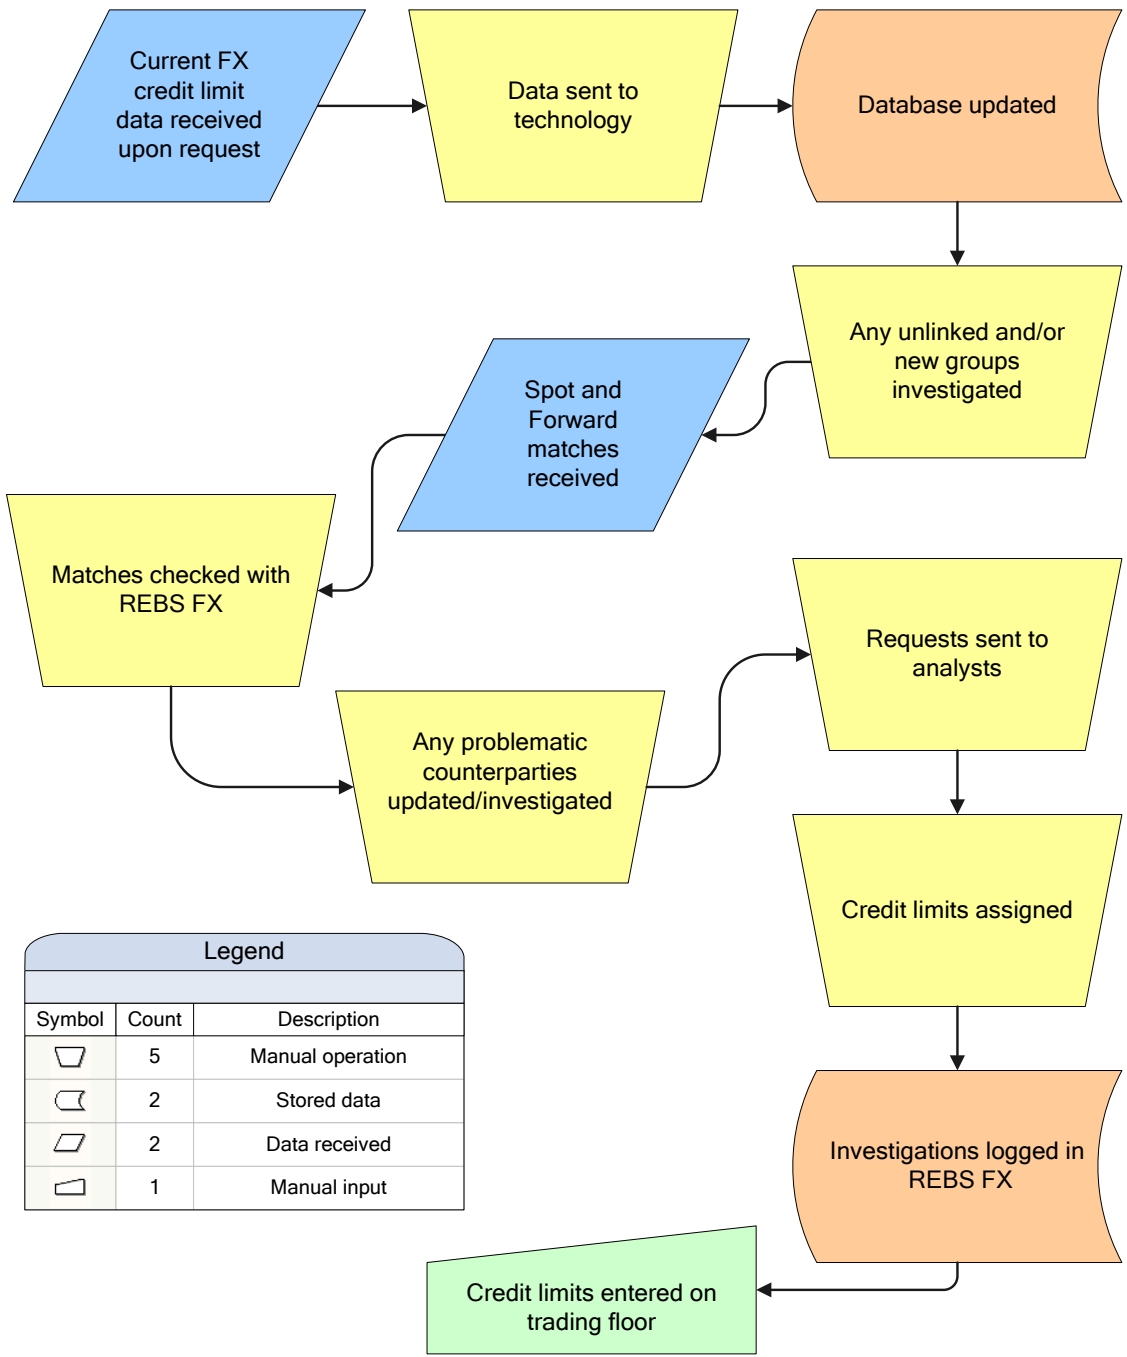 Current FX
credit limit
data received
upon request
Data sent to
technology
Database updated
Any unlinked and/or
new groups
investigated
Spot and
Forward
matches
received
Matches checked with
REBS FX
Any problematic
counterparties
updated/investigated
Requests sent to
analysts
Credit limits assigned
Investigations logged in
REBS FX
Credit limits entered on
trading floor
Legend
Symbol Count Description
5 Manual operation
2 Stored data
2 Data received
1 Manual input